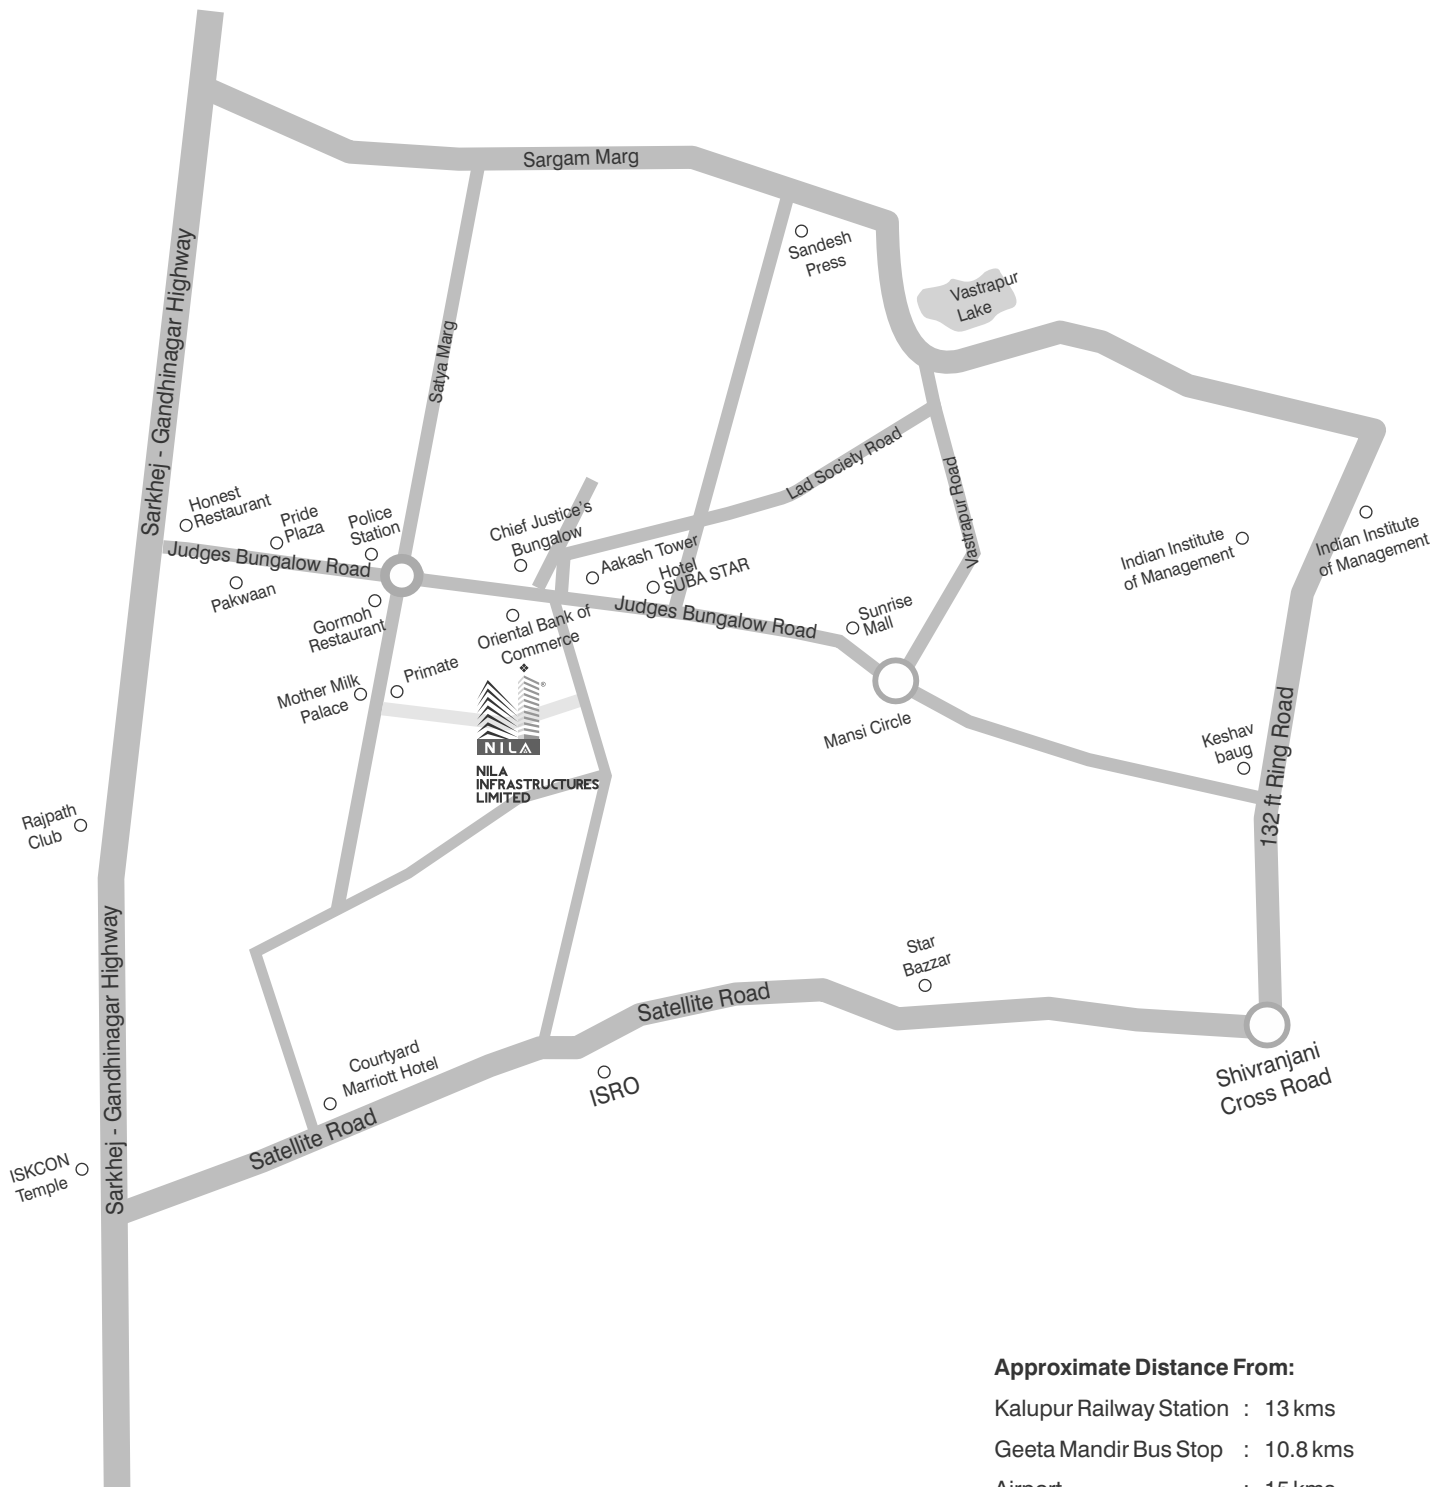 Sargam Marg
Sandesh
Press
Sarkhej - Gandhinagar Highway
Vastrapur
Lake
Satya Marg
Lad Society Road
Vastrapur Road
Honest
Restaurant
Pride
Plaza
Police
Station
Chief Justice's
Bungalow
Aakash Tower
Hotel
SUBA STAR
Indian Institute
of Management
Indian Institute
of Management
Judges Bungalow Road
Pakwaan
Gormoh
Restaurant
Oriental Bank of
Commerce
Judges Bungalow Road
Sunrise
Mall
Mother Milk
Palace
Primate
®
NILA
NILA
INFRASTRUCTURES
LIMITED
Mansi Circle
Keshav
baug
132 ft Ring Road
Rajpath
Club
Sarkhej - Gandhinagar Highway
Star
Bazzar
Satellite Road
Courtyard
Marriott Hotel
ISRO
Shivranjani
Cross Road
Satellite Road
ISKCON
Temple
Approximate Distance From:
Kalupur Railway Station : 13 kms
Geeta Mandir Bus Stop : 10.8 kms
Airport : 15 kms